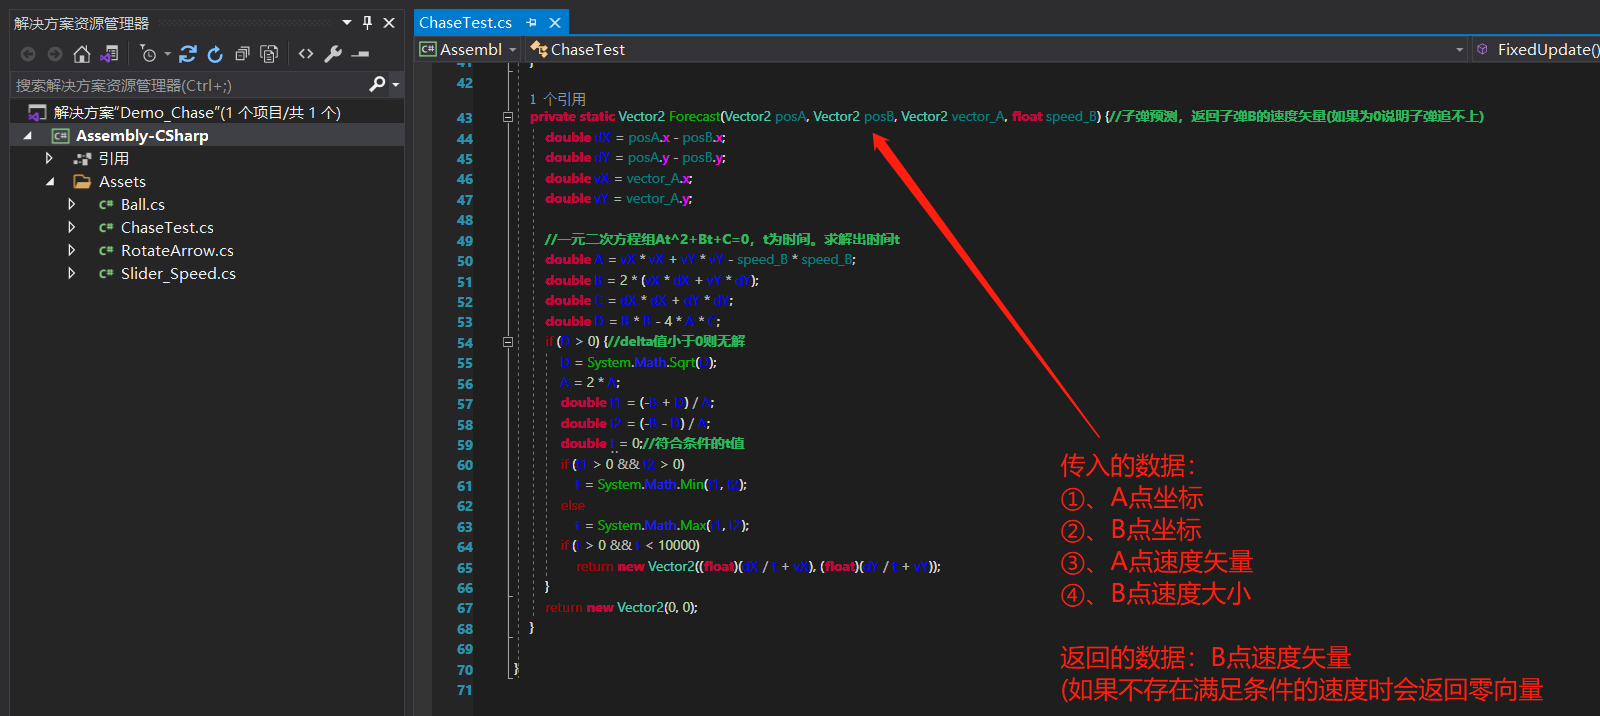 解决方案资源管理器
搜索解决方案资源管理器(Ctrl+;)
解决方案"Demo_Chase"(1 个项目/共 1 个)
Assembly-CSharp
引用
Assets
Ball.cs
ChaseTest.cs
RotateArrow.cs
Slider_Speed.cs
ChaseTest.cs
Assembl
ChaseTest
FixedUpdate()
41 }
42
1 个引用
43 private static Vector2 Forecast(Vector2 posA, Vector2 posB, Vector2 vector_A, float speed_B) {//子弹预测，返回子弹B的速度矢量(如果为0说明子弹追不上)
44 double dX = posA.x - posB.x;
45 double dY = posA.y - posB.y;
46 double vX = vector_A.x;
47 double vY = vector_A.y;
48
49 //一元二次方程组At^2+Bt+C=0，t为时间。求解出时间t
50 double A = vX * vX + vY * vY - speed_B * speed_B;
51 double B = 2 * (vX * dX + vY * dY);
52 double C = dX * dX + dY * dY;
53 double D = B * B - 4 * A * C;
54 if (D > 0) {//delta值小于0则无解
55 D = System.Math.Sqrt(D);
56 A = 2 * A;
57 double t1 = (-B + D) / A;
58 double t2 = (-B - D) / A;
59 double t = 0;//符合条件的t值
60 if (t1 > 0 && t2 > 0)
61 t = System.Math.Min(t1, t2);
62 else
63 t = System.Math.Max(t1, t2);
64 if (t > 0 && t < 10000)
65 return new Vector2((float)(dX / t + vX), (float)(dY / t + vY));
66 }
67 return new Vector2(0, 0);
68 }
69
70 }
71
传入的数据：
①、A点坐标
②、B点坐标
③、A点速度矢量
④、B点速度大小
返回的数据：B点速度矢量
(如果不存在满足条件的速度时会返回零向量